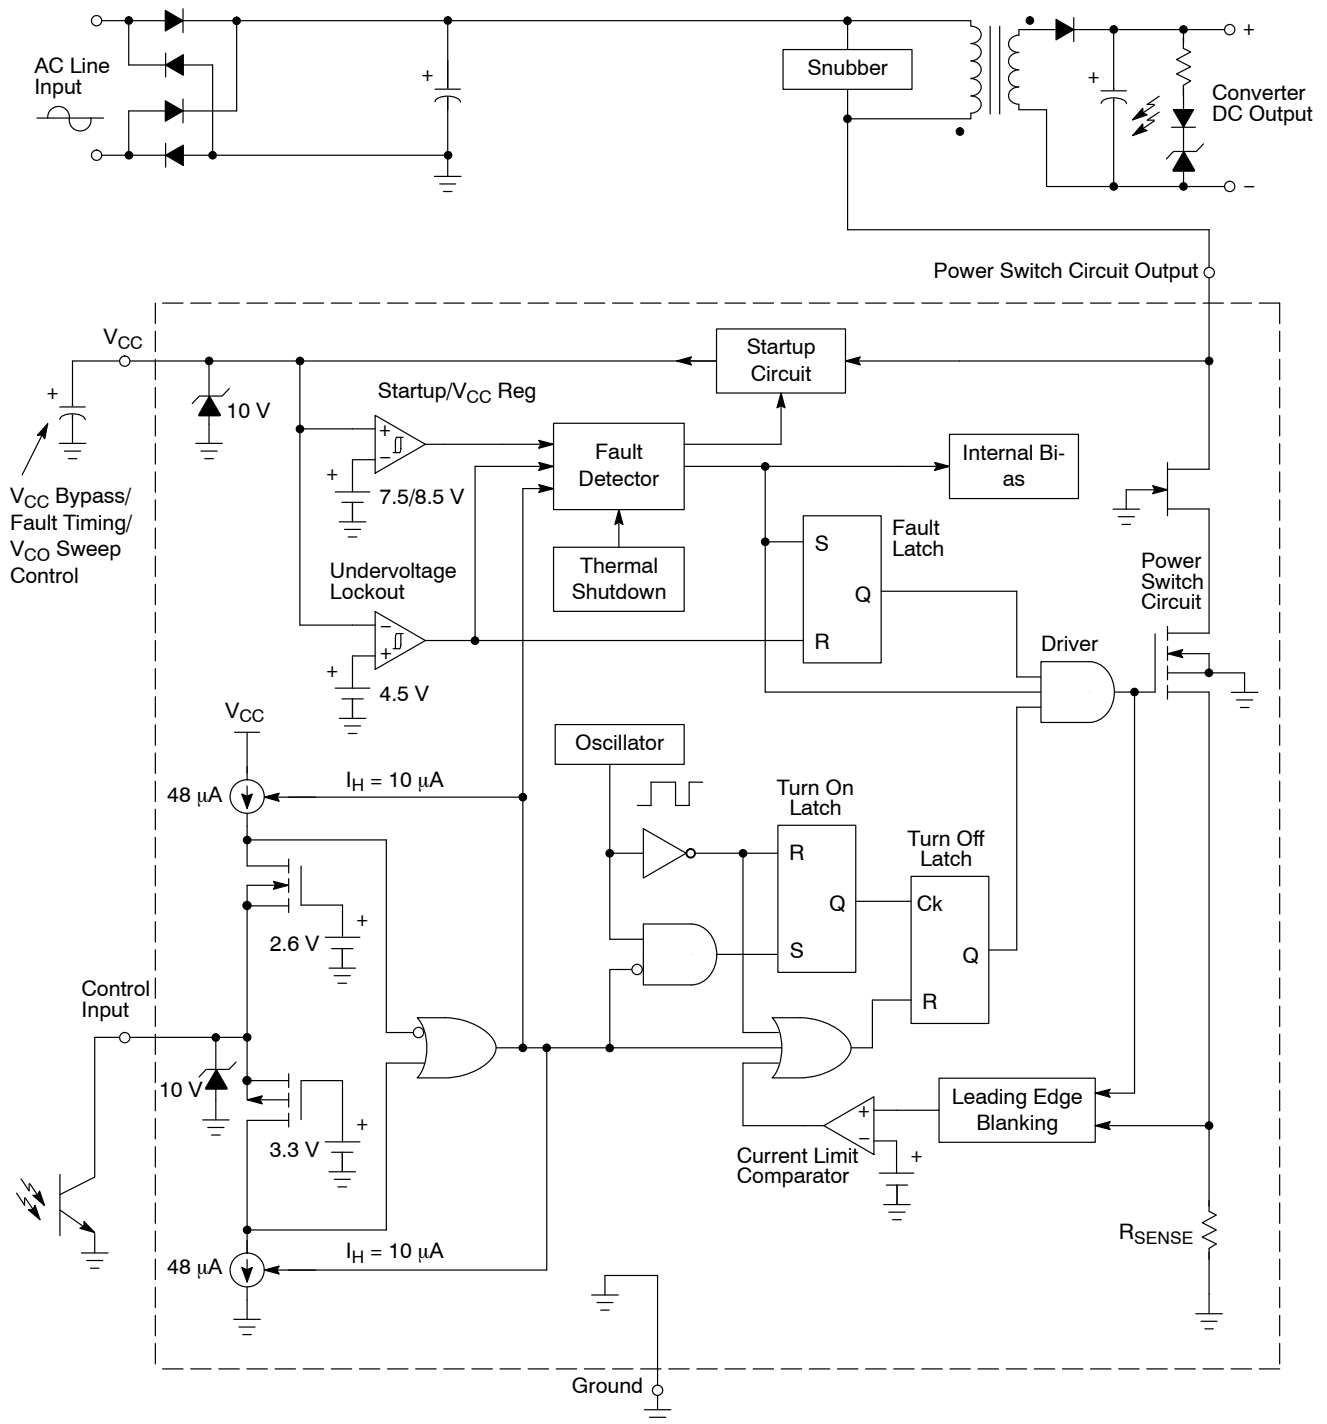 AC Line
Input
+
Snubber
+
+
Converter
DC Output
−
Power Switch Circuit Output
VCC
+
Startup
Circuit
10 V
Startup/VCC Reg
+
−
+
7.5/8.5 V
Fault
Detector
Internal Bi-
as
VCC Bypass/
Fault Timing/
VCO Sweep
Control
Thermal
Shutdown
S
Q
R
Fault
Latch
Undervoltage
Lockout
−
+
+
4.5 V
Power
Switch
Circuit
Driver
VCC
48 µA
IH = 10 µA
Oscillator
Turn On
Latch
R
Q
S
Turn Off
Latch
Ck
Q
R
+
2.6 V
Control
Input
10 V
+
3.3 V
Leading Edge
Blanking
+
−
+
Current Limit
Comparator
RSENSE
48 µA
IH = 10 µA
Ground